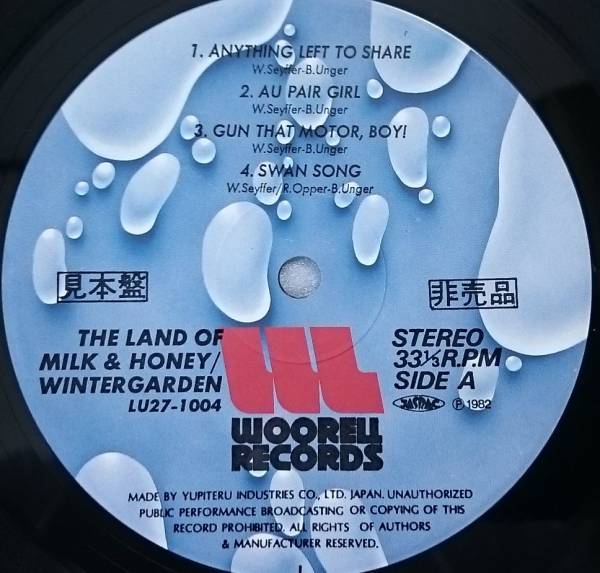 1. ANYTHING LEFT TO SHARE
W.Seyffer-B.Unger
2. AU PAIR GIRL
W.Seyffer-B.Unger
3. GUN THAT MOTOR, BOY!
W.Seyffer-B.Unger
4. SWAN SONG
W.Seyffer/R.Opper-B.Unger
見本盤
非売品
THE LAND OF
MILK & HONEY/
WINTERGARDEN
LU27-1004
STEREO
33⅓R.P.M
SIDE A
JASRAC Ⓟ 1982
WOORELL
RECORDS
MADE BY YUPITERU INDUSTRIES CO., LTD. JAPAN. UNAUTHORIZED
PUBLIC PERFORMANCE BROADCASTING OR COPYING OF THIS
RECORD PROHIBITED. ALL RIGHTS OF AUTHORS
& MANUFACTURER RESERVED.